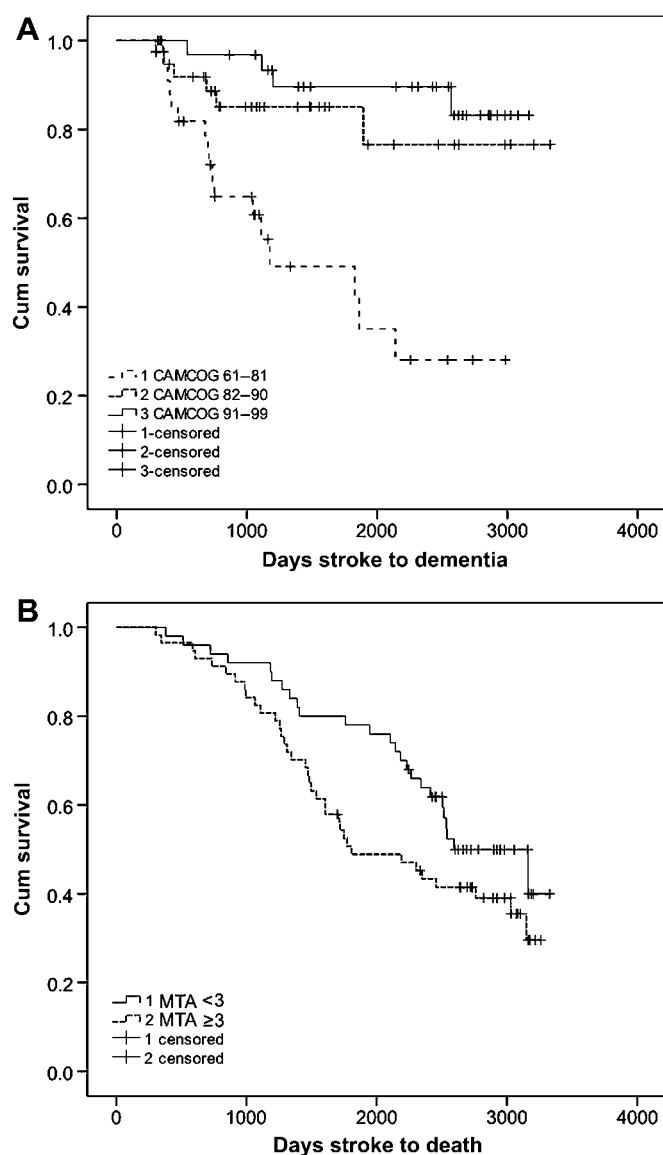 A
1.0
0.8
0.6
0.4
0.2
0.0
Cum survival
1 CAMCOG 61–81
2 CAMCOG 82–90
3 CAMCOG 91–99
1-censored
2-censored
3-censored
0 1000 2000 3000 4000
Days stroke to dementia
B
1.0
0.8
0.6
0.4
0.2
0.0
Cum survival
1 MTA <3
2 MTA ≥3
1 censored
2 censored
0 1000 2000 3000 4000
Days stroke to death